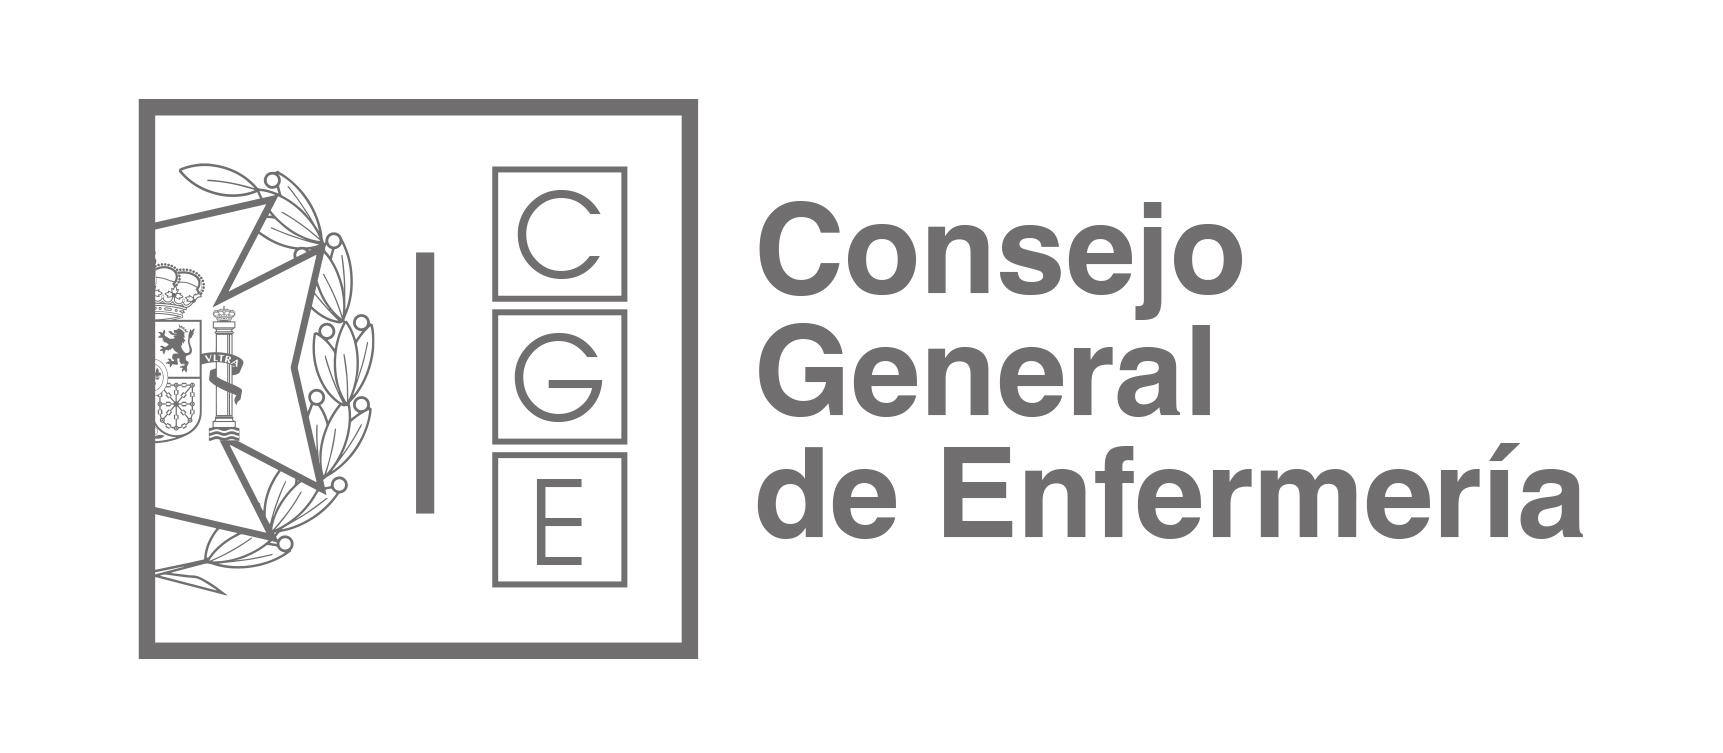 VLTRA
C
G
E
Consejo
General
de Enfermería